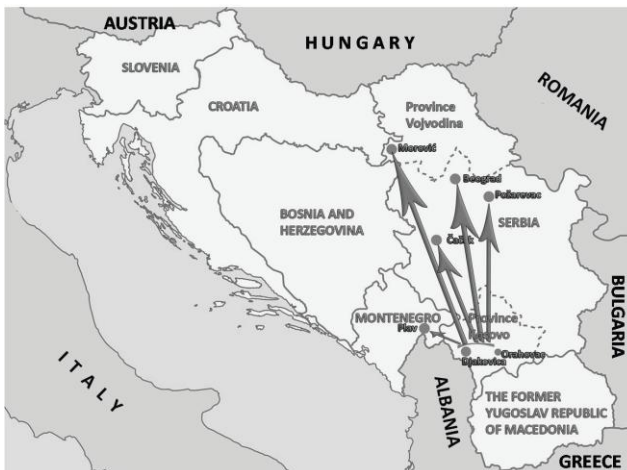 AUSTRIA
HUNGARY
SLOVENIA
ROMANIA
CROATIA
Province
Vojvodina
Morović
Beograd
Požarevac
BOSNIA AND
HERZEGOVINA
SERBIA
Čačak
BULGARIA
MONTENEGRO
Province
Kosovo
Plav
Djakovica
Orahovac
ITALY
ALBANIA
THE FORMER
YUGOSLAV REPUBLIC
OF MACEDONIA
GREECE